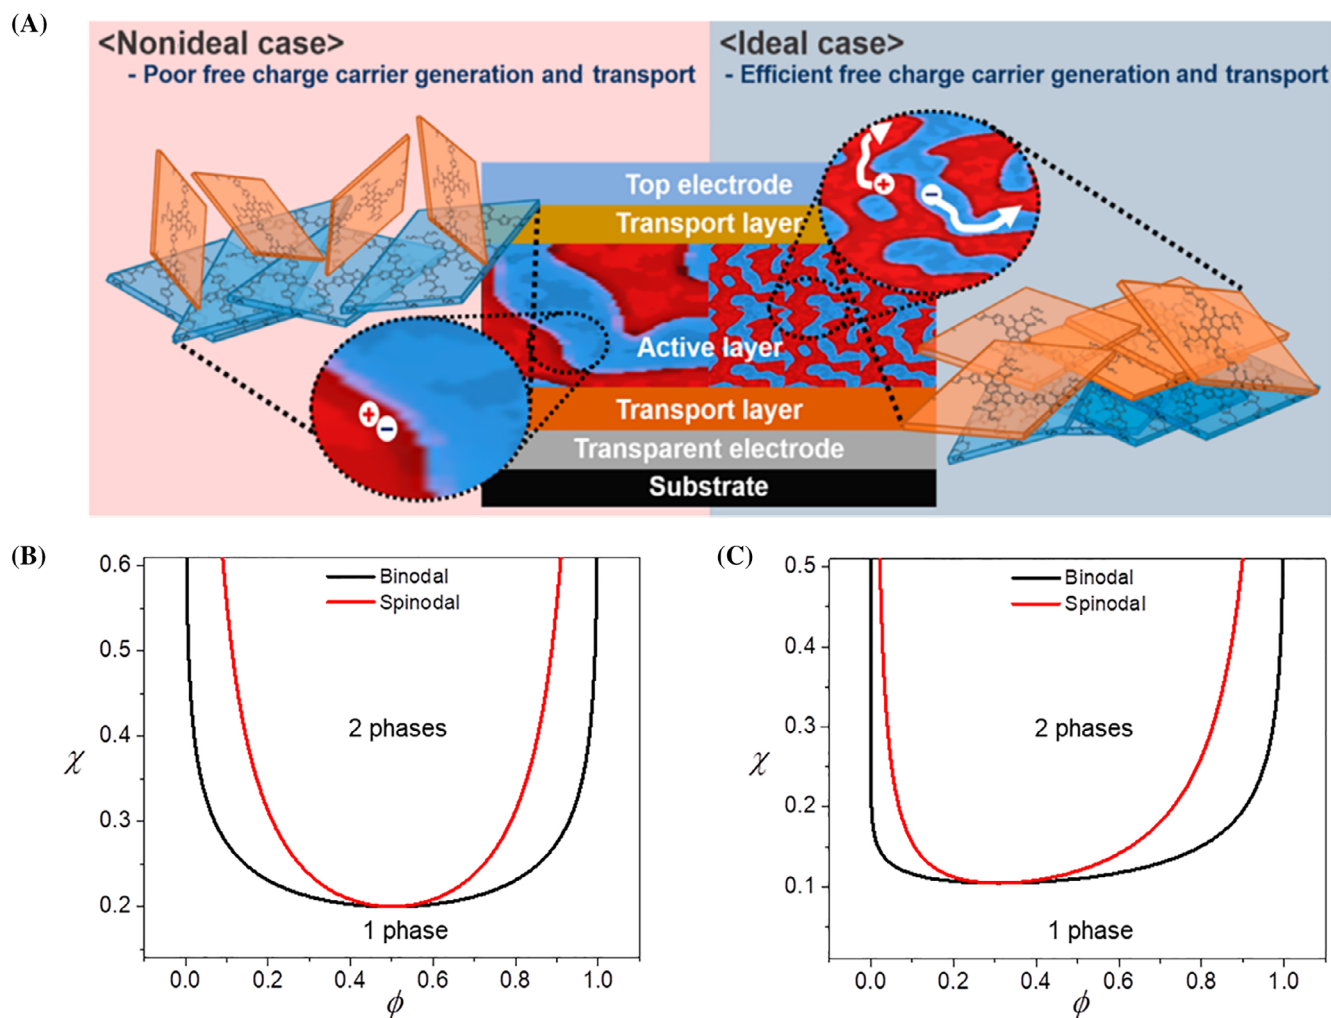 (A)
<Nonideal case>
- Poor free charge carrier generation and transport
<Ideal case>
- Efficient free charge carrier generation and transport
Top electrode
Transport layer
Active layer
Transport layer
Transparent electrode
Substrate
+
−
+
−
(B)
Binodal
Spinodal
2 phases
1 phase
χ
0.6
0.5
0.4
0.3
0.2
0.0 0.2 0.4 0.6 0.8 1.0
ϕ
(C)
Binodal
Spinodal
2 phases
1 phase
χ
0.5
0.4
0.3
0.2
0.1
0.0 0.2 0.4 0.6 0.8 1.0
ϕ